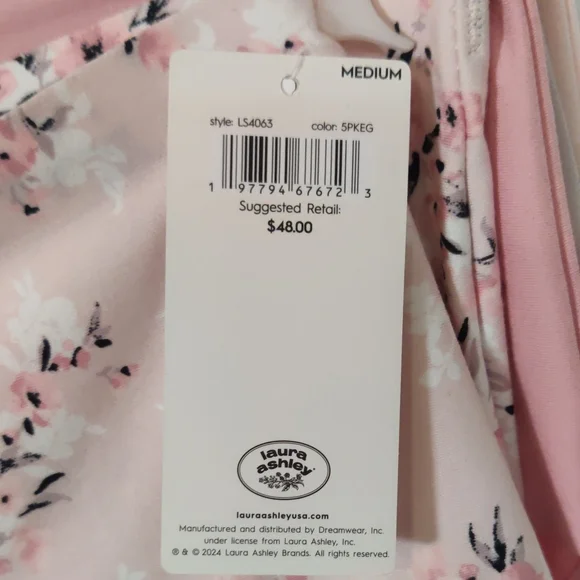 MEDIUM
style: LS4063 color: 5PKEG
1 97794 67672 3
Suggested Retail:
$48.00
laura
ashley®
lauraashleyusa.com
Manufactured and distributed by Dreamwear, Inc.
under license from Laura Ashley, Inc.
® & © 2024 Laura Ashley Brands. All rights reserved.